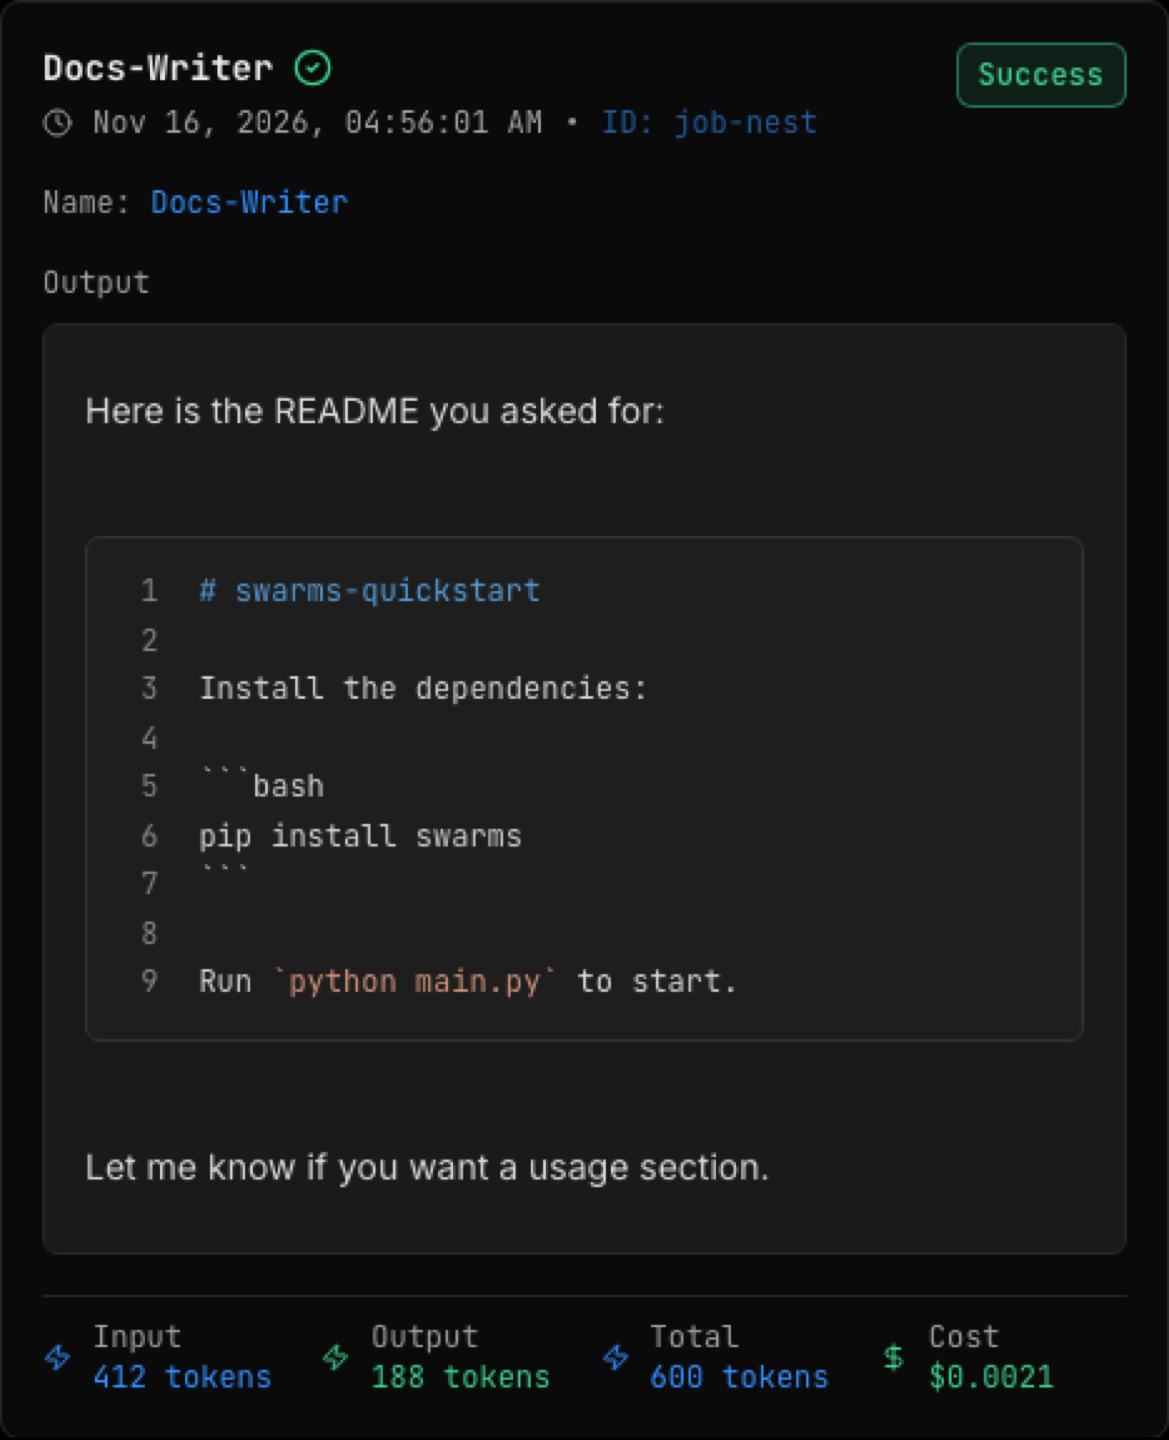 Docs-Writer
Success
Nov 16, 2026, 04:56:01 AM • ID: job-nest
Name: Docs-Writer
Output
Here is the README you asked for:
1 # swarms-quickstart
2
3 Install the dependencies:
4
5 ```bash
6 pip install swarms
7 ```
8
9 Run `python main.py` to start.
Let me know if you want a usage section.
Input Output Total Cost
412 tokens 188 tokens 600 tokens $ $0.0021